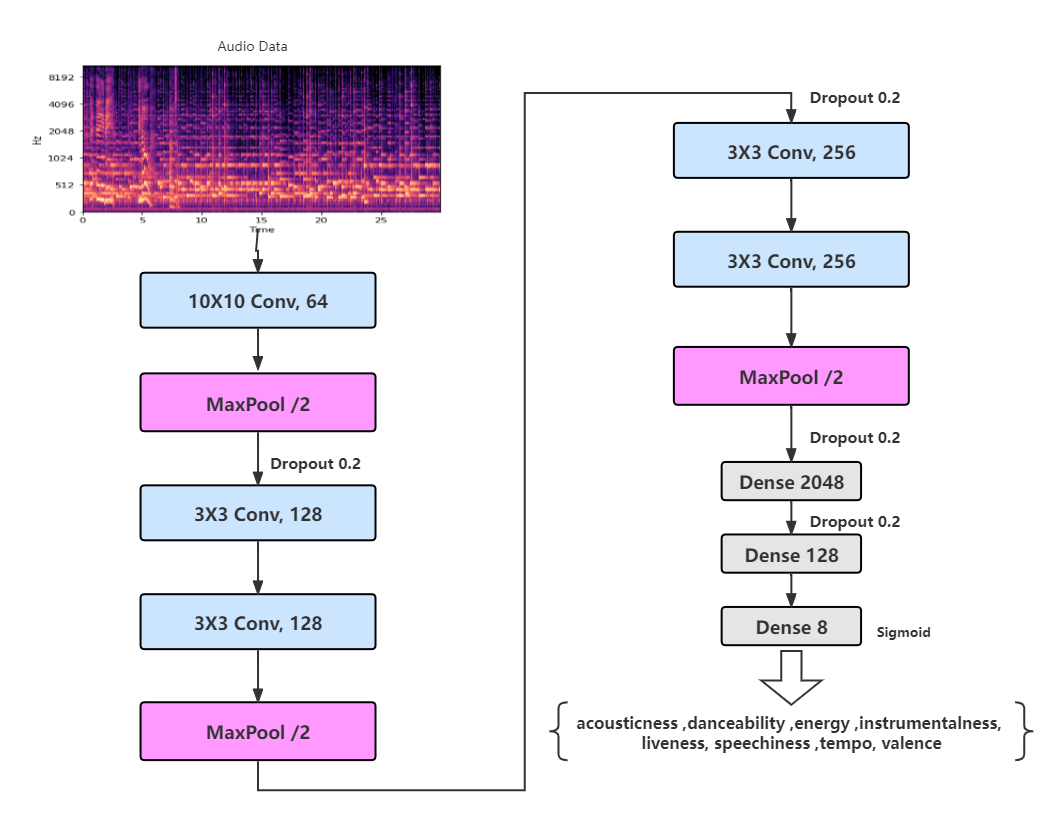 Audio Data
8192
4096
2048
1024
512
0
Hz
0 5 10 15 20 25
Time
10X10 Conv, 64
MaxPool /2
Dropout 0.2
3X3 Conv, 128
3X3 Conv, 128
MaxPool /2
Dropout 0.2
3X3 Conv, 256
3X3 Conv, 256
MaxPool /2
Dropout 0.2
Dense 2048
Dropout 0.2
Dense 128
Dense 8
Sigmoid
acousticness ,danceability ,energy ,instrumentalness,
liveness, speechiness ,tempo, valence